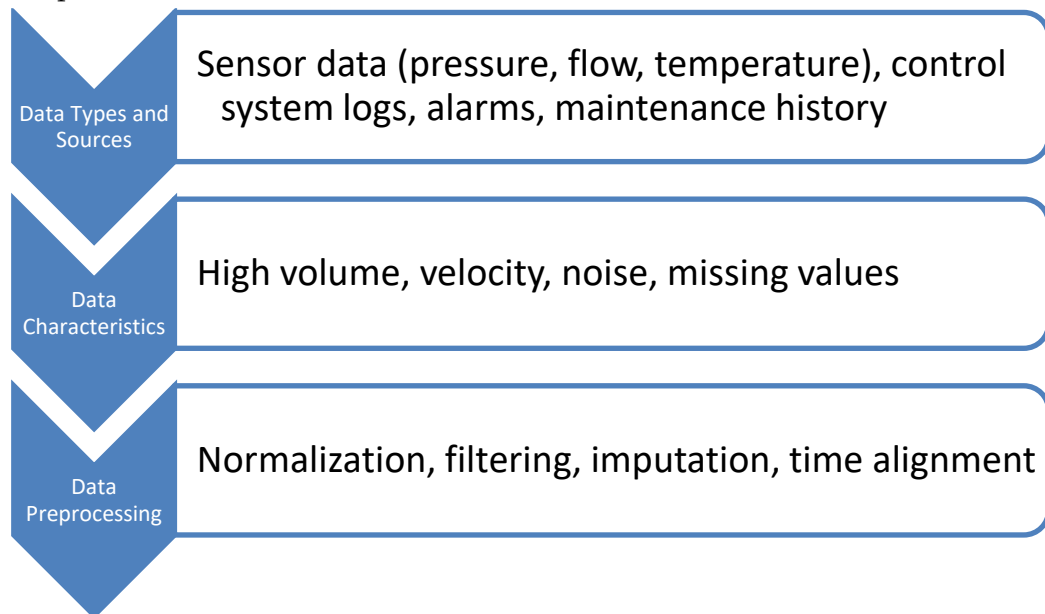 Data Types and
Sources
Sensor data (pressure, flow, temperature), control
system logs, alarms, maintenance history
Data
Characteristics
High volume, velocity, noise, missing values
Data
Preprocessing
Normalization, filtering, imputation, time alignment